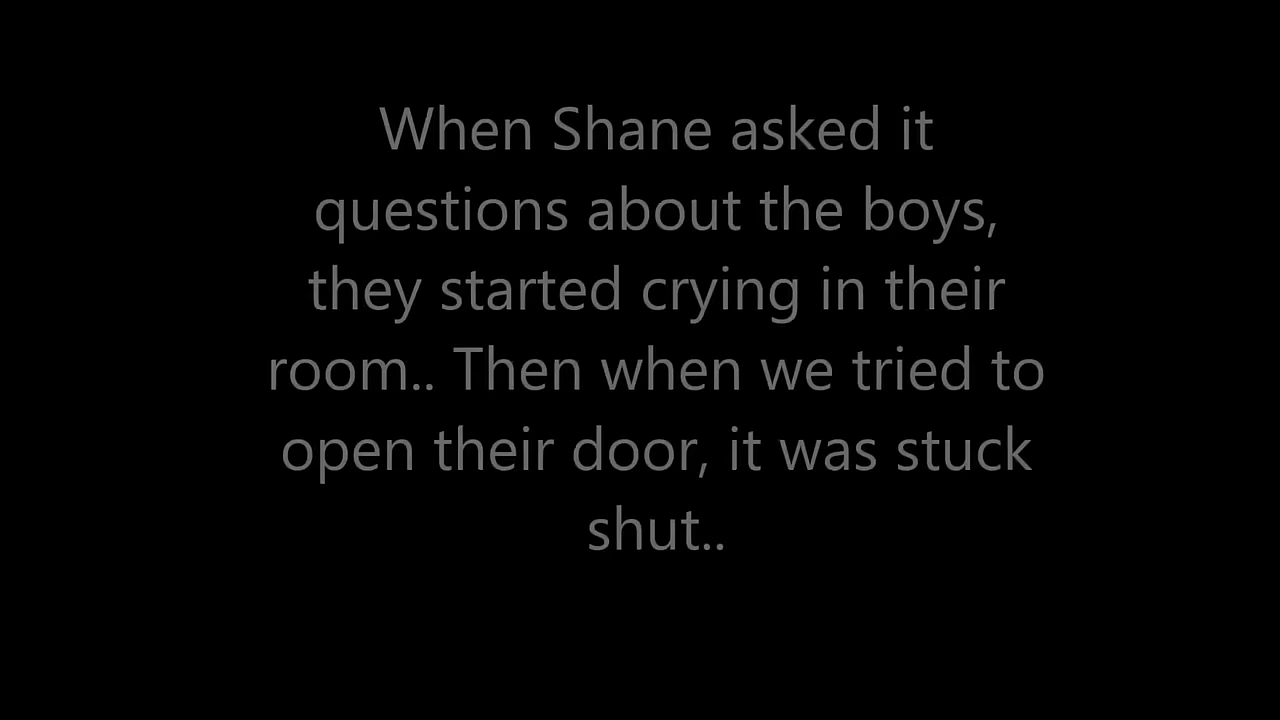 When Shane asked it
questions about the boys,
they started crying in their
room.. Then when we tried to
open their door, it was stuck
shut..